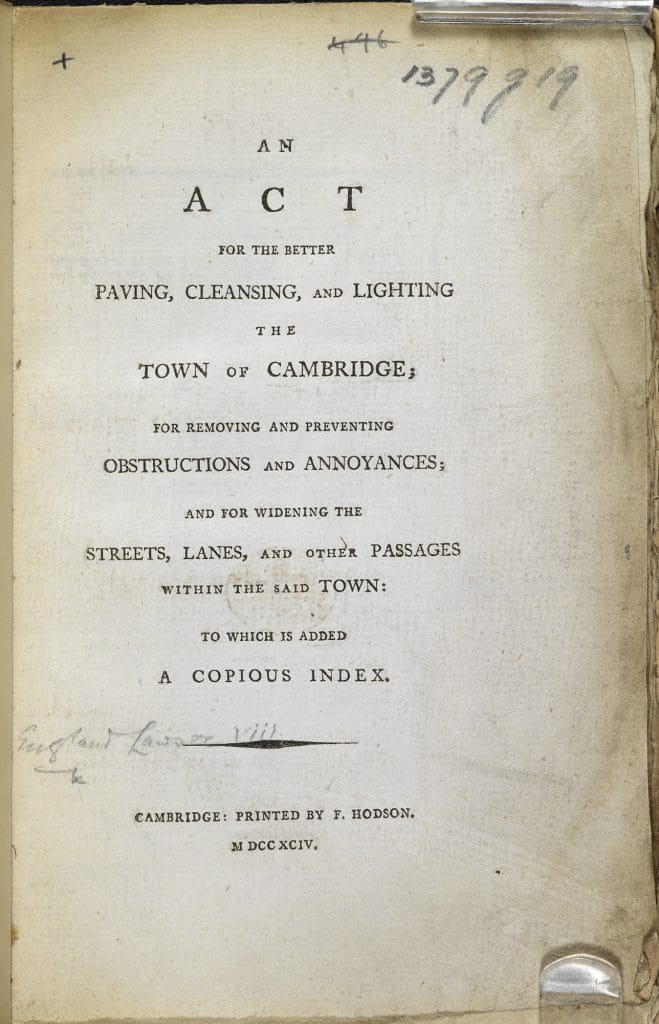 +
446
1379 g 19
AN
ACT
FOR THE BETTER
PAVING, CLEANSING, AND LIGHTING
THE
TOWN OF CAMBRIDGE;
FOR REMOVING AND PREVENTING
OBSTRUCTIONS AND ANNOYANCES;
AND FOR WIDENING THE
STREETS, LANES, AND OTHER PASSAGES
WITHIN THE SAID TOWN:
TO WHICH IS ADDED
A COPIOUS INDEX.
England Laws VIII
CAMBRIDGE: PRINTED BY F. HODSON.
M DCC XCIV.